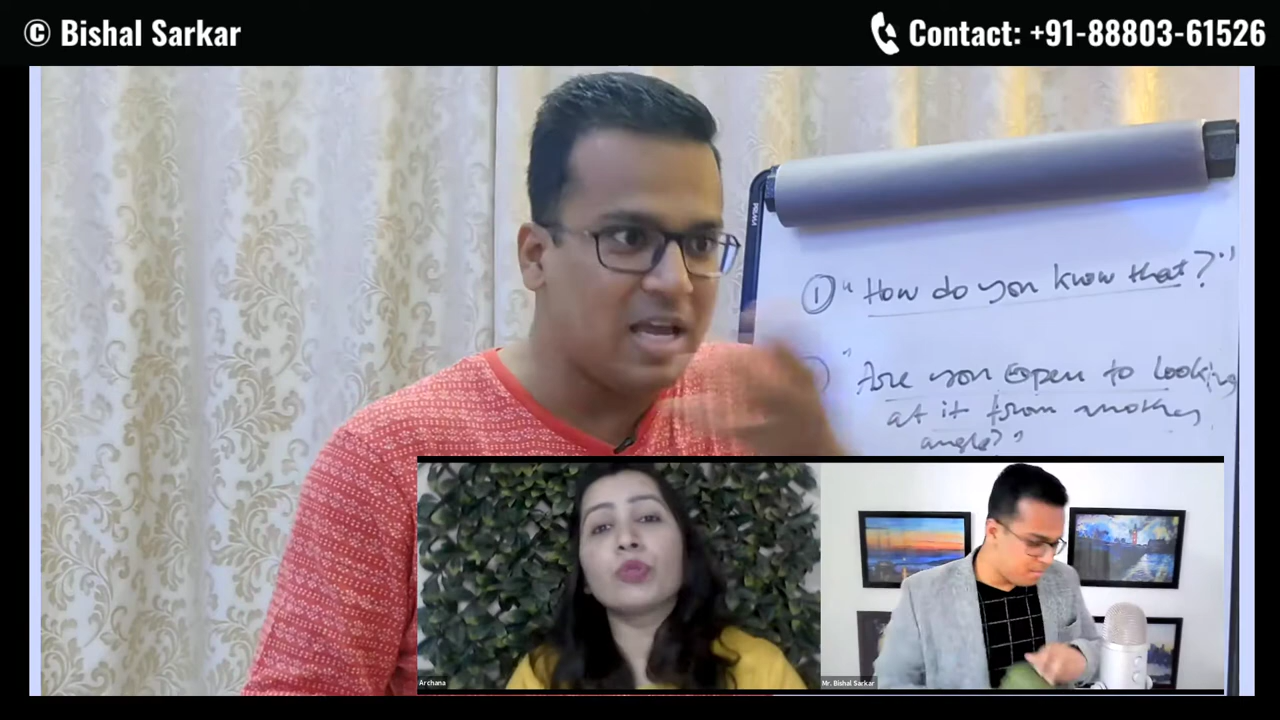 © Bishal Sarkar
Contact: +91-88803-61526
① "How do you know that?"
"Are you open to looking
at it from another
angle?"
Archana
Mr. Bishal Sarkar